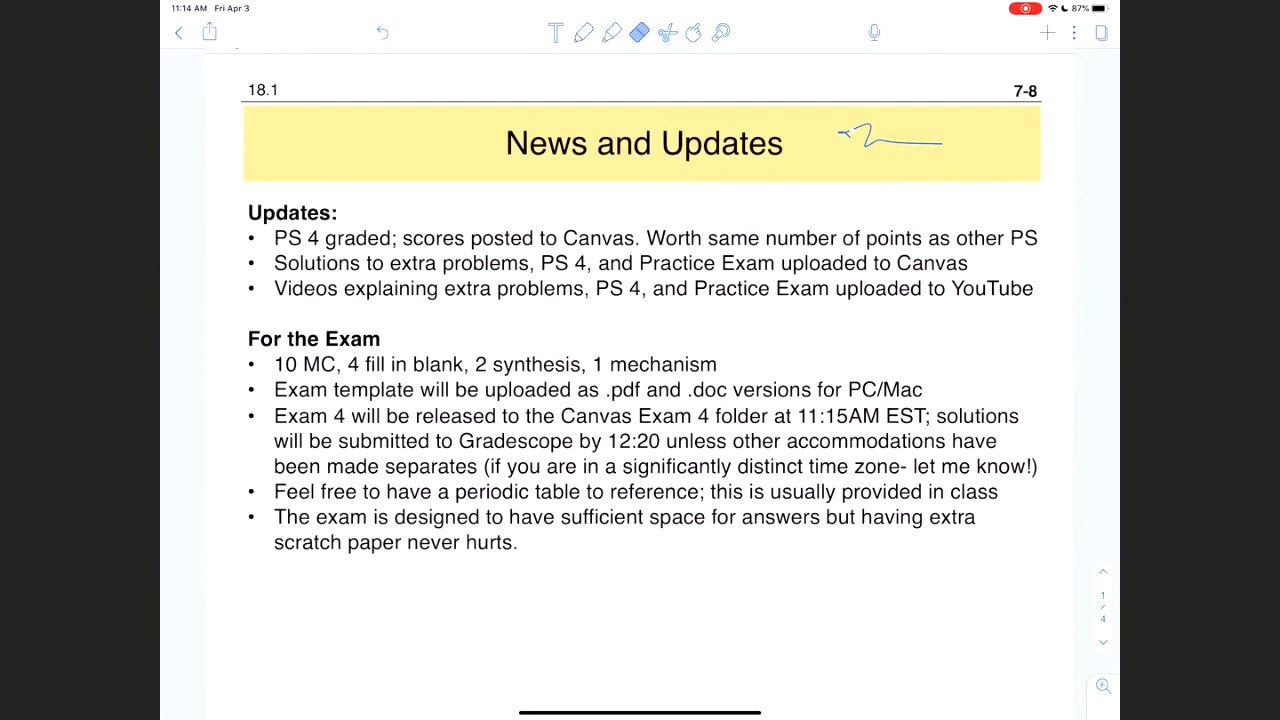 11:14 AM Fri Apr 3
87%
18.1
7-8
News and Updates
Updates:
• PS 4 graded; scores posted to Canvas. Worth same number of points as other PS
• Solutions to extra problems, PS 4, and Practice Exam uploaded to Canvas
• Videos explaining extra problems, PS 4, and Practice Exam uploaded to YouTube
For the Exam
• 10 MC, 4 fill in blank, 2 synthesis, 1 mechanism
• Exam template will be uploaded as .pdf and .doc versions for PC/Mac
• Exam 4 will be released to the Canvas Exam 4 folder at 11:15AM EST; solutions
will be submitted to Gradescope by 12:20 unless other accommodations have
been made separates (if you are in a significantly distinct time zone- let me know!)
• Feel free to have a periodic table to reference; this is usually provided in class
• The exam is designed to have sufficient space for answers but having extra
scratch paper never hurts.
1
/
4